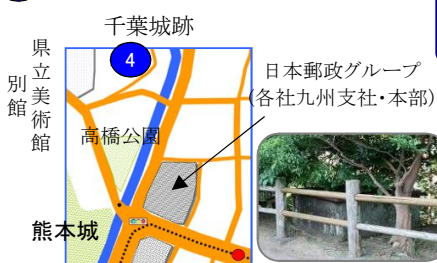 千葉城跡
4
県立美術館
別館
日本郵政グループ
(各社九州支社・本部)
高橋公園
熊本城